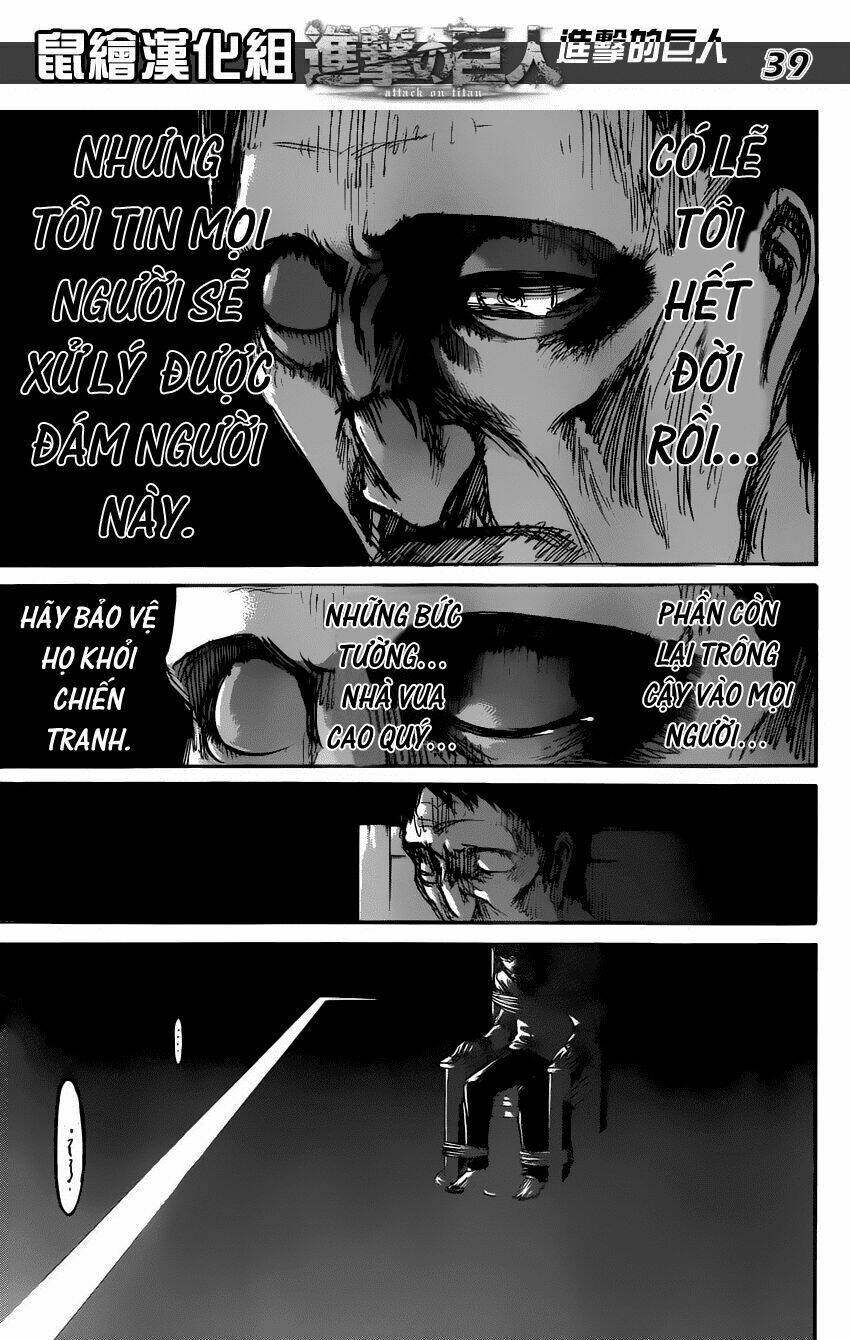 鼠繪漢化組
進撃の巨人
attack on titan
進擊的巨人
39
CÓ LẼ
TÔI
HẾT
ĐỜI
RỒI...
NHƯNG
TÔI TIN MỌI
NGƯỜI SẼ
XỬ LÝ ĐƯỢC
ĐÁM NGƯỜI
NÀY.
PHẦN CÒN
LẠI TRÔNG
CẬY VÀO MỌI
NGƯỜI...
NHỮNG BỨC
TƯỜNG...
NHÀ VUA
CAO QUÝ...
HÃY BẢO VỆ
HỌ KHỎI
CHIẾN
TRANH.